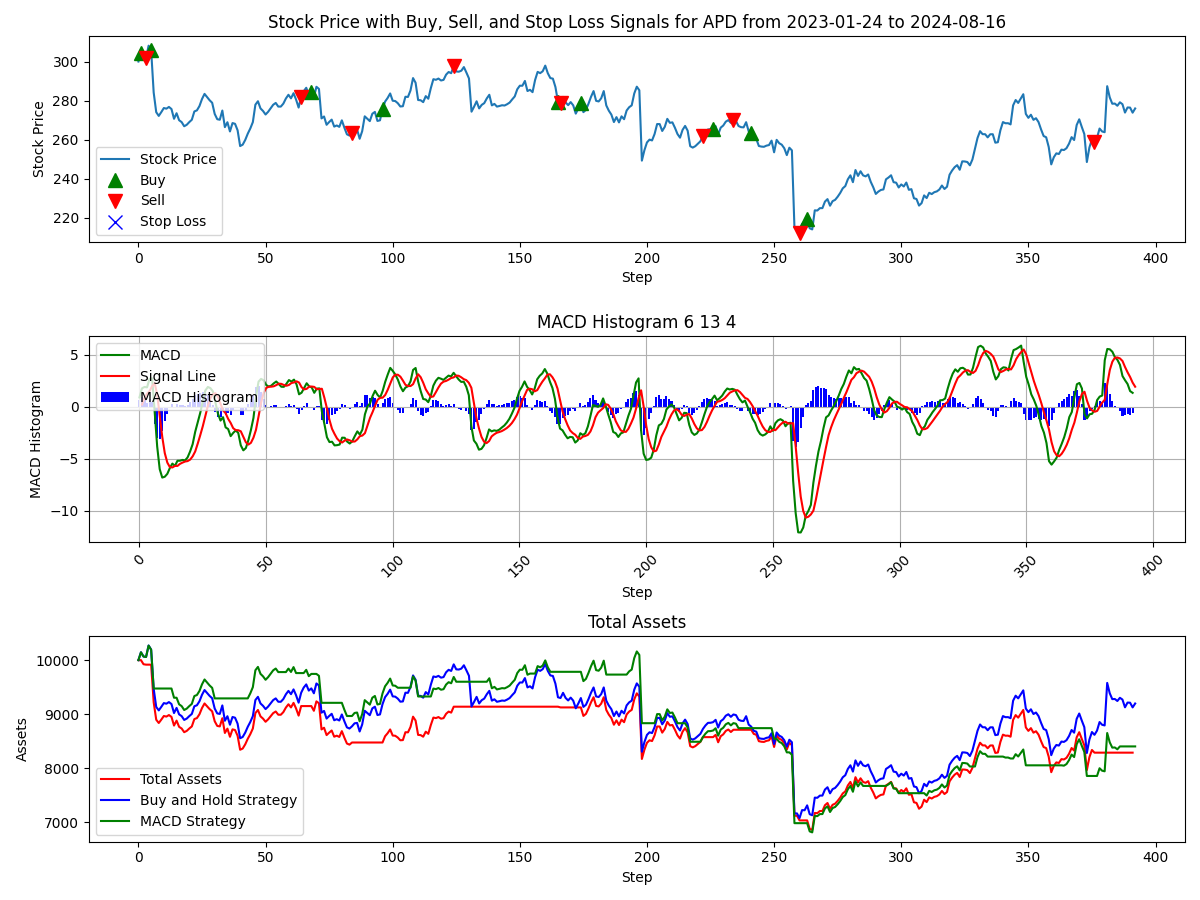 Stock Price with Buy, Sell, and Stop Loss Signals for APD from 2023-01-24 to 2024-08-16
Stock Price
300
280
260
240
220
Stock Price
Buy
Sell
Stop Loss
0 50 100 150 200 250 300 350 400
Step
MACD Histogram 6 13 4
MACD Histogram
5
0
−5
−10
MACD
Signal Line
MACD Histogram
0 50 100 150 200 250 300 350 400
Step
Total Assets
Assets
10000
9000
8000
7000
Total Assets
Buy and Hold Strategy
MACD Strategy
0 50 100 150 200 250 300 350 400
Step